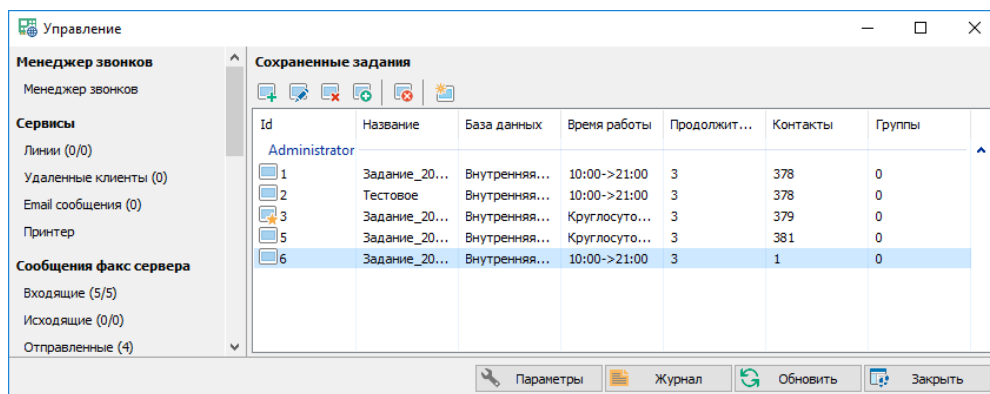 Управление
Менеджер звонков
Менеджер звонков
Сервисы
Линии (0/0)
Удаленные клиенты (0)
Email сообщения (0)
Принтер
Сообщения факс сервера
Входящие (5/5)
Исходящие (0/0)
Отправленные (4)
Сохраненные задания
Id Название База данных Время работы Продолжит... Контакты Группы
Administrator
1 Задание_20... Внутренняя... 10:00->21:00 3 378 0
2 Тестовое Внутренняя... 10:00->21:00 3 378 0
3 Задание_20... Внутренняя... Круглосуто... 3 379 0
5 Задание_20... Внутренняя... Круглосуто... 3 381 0
6 Задание_20... Внутренняя... 10:00->21:00 3 1 0
Параметры Журнал Обновить Закрыть